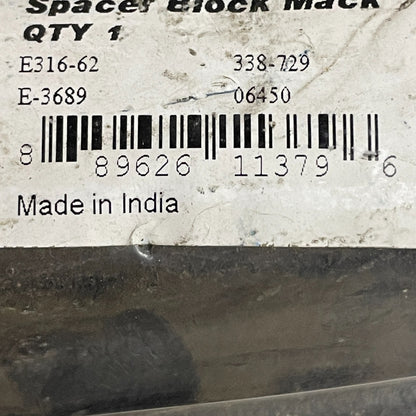 Spacer Block Mack
QTY 1
E316-62 338-729
E-3689 06450
8 89626 11379 6
Made in India